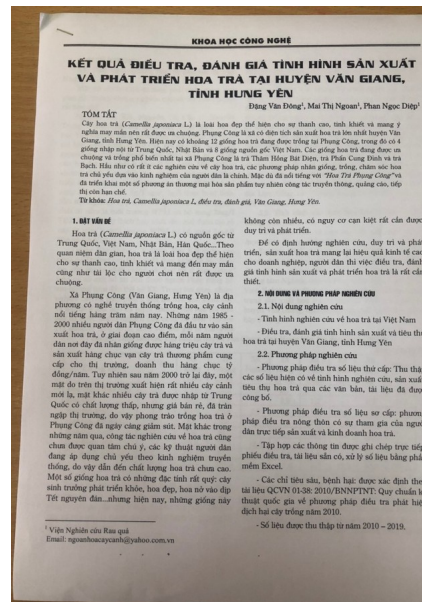 KHOA HỌC CÔNG NGHỆ
KẾT QUẢ ĐIỀU TRA, ĐÁNH GIÁ TÌNH HÌNH SẢN XUẤT
VÀ PHÁT TRIỂN HOA TRÀ TẠI HUYỆN VĂN GIANG,
TỈNH HƯNG YÊN
Đặng Văn Đông¹, Mai Thị Ngoan¹, Phan Ngọc Diệp¹
TÓM TẮT
Cây hoa trà (Camellia japoniaca L.) là loại hoa đẹp thể hiện cho sự thanh cao, tinh khiết và mang ý
nghĩa may mắn nên rất được ưa chuộng. Phụng Công là xã có diện tích sản xuất hoa trà lớn nhất huyện Văn
Giang, tỉnh Hưng Yên. Hiện nay có khoảng 12 giống hoa trà đang được trồng tại Phụng Công, trong đó có 4
giống nhập nội từ Trung Quốc, Nhật Bản và 8 giống nguồn gốc Việt Nam. Các giống hoa trà đang được ưa
chuộng và trồng phổ biến nhất tại xã Phụng Công là trà Thâm Hồng Bát Diện, trà Phấn Cung Đình và trà
Bạch. Hầu như có rất ít các nghiên cứu về cây hoa trà, các phương pháp nhân giống, trồng, chăm sóc hoa
trà chủ yếu dựa vào kinh nghiệm của người dân là chính. Mặc dù đã nổi tiếng với "Hoa Trà Phụng Công" và
đã triển khai một số phương án thương mại hóa sản phẩm tuy nhiên công tác truyền thông, quảng cáo, tiếp
thị còn hạn chế.
Từ khóa: Hoa trà, Camellia japoniaca L, điều tra, đánh giá, Văn Giang, Hưng Yên.
1. ĐẶT VẤN ĐỀ
Cây hoa trà (Camellia japoniaca L.) có nguồn gốc từ
Trung Quốc, Việt Nam, Nhật Bản, Hàn Quốc...Theo
quan niệm dân gian, hoa trà là loài hoa đẹp thể hiện
cho sự thanh cao, tinh khiết và mang đến may mắn
cũng như tài lộc cho người chơi nên rất được ưa
chuộng.
Xã Phụng Công (Văn Giang, Hưng Yên) là địa
phương có nghề truyền thống trồng hoa, cây cảnh
nổi tiếng hàng trăm năm nay. Những năm 1985 -
2000 nhiều người dân Phụng Công đã đầu tư vào sản
xuất hoa trà, ở giai đoạn cao điểm, mỗi năm người
dân nơi đây đã nhân giống được hàng triệu cây trà và
sản xuất hàng chục vạn cây trà thương phẩm cung
cấp cho thị trường, doanh thu hàng chục tỷ
đồng/năm. Tuy nhiên sau năm 2000 trở lại đây, một
mặt do trên thị trường xuất hiện rất nhiều cây cảnh
mới lạ, mặt khác nhiều cây trà được nhập từ Trung
Quốc có chất lượng thấp, nhưng giá bán rẻ, đã tràn
ngập thị trường, do vậy phong trào trồng hoa trà ở
Phụng Công đã ngày càng giảm sút. Mặt khác trong
những năm qua, công tác nghiên cứu về hoa trà cũng
chưa được quan tâm chú ý, các kỹ thuật người dân
đang áp dụng chủ yếu theo kinh nghiệm truyền
thống, do vậy dẫn đến chất lượng hoa trà chưa cao.
Một số giống hoa trà có những đặc tính rất quý: cây
sinh trưởng phát triển khỏe, hoa đẹp, hoa nở vào dịp
Tết nguyên đán...nhưng hiện nay, những giống này
không còn nhiều, có nguy cơ cạn kiệt rất cần được
duy trì và phát triển.
Để có định hướng nghiên cứu, duy trì và phát
triển, sản xuất hoa trà mang lại hiệu quả kinh tế cao
cho doanh nghiệp, người dân thì việc điều tra, đánh
giá tình hình sản xuất và phát triển hoa trà là rất cần
thiết.
2. NỘI DUNG VÀ PHƯƠNG PHÁP NGHIÊN CỨU
2.1. Nội dung nghiên cứu
- Tình hình nghiên cứu về hoa trà tại Việt Nam
- Điều tra, đánh giá tình hình sản xuất và tiêu thụ
hoa trà tại huyện Văn Giang, tỉnh Hưng Yên
2.2. Phương pháp nghiên cứu
- Phương pháp điều tra số liệu thứ cấp: Thu thập
các số liệu hiện có về tình hình nghiên cứu, sản xuất
tiêu thụ hoa trà qua các văn bản, tài liệu đã được
công bố.
- Phương pháp điều tra số liệu sơ cấp: phương
pháp điều tra nông thôn có sự tham gia của người
dân trực tiếp sản xuất và kinh doanh hoa trà.
- Tập hợp các thông tin được ghi chép trực tiếp
phiếu điều tra, tài liệu sẵn có, xử lý số liệu bằng phần
mềm Excel.
- Các chỉ tiêu sâu, bệnh hại: được xác định theo
tài liệu QCVN 01-38: 2010/BNNPTNT: Quy chuẩn kỹ
thuật quốc gia về phương pháp điều tra phát hiện
dịch hại cây trồng năm 2010.
- Số liệu được thu thập từ năm 2010 – 2019.
¹ Viện Nghiên cứu Rau quả
Email: ngoanhoacaycanh@yahoo.com.vn